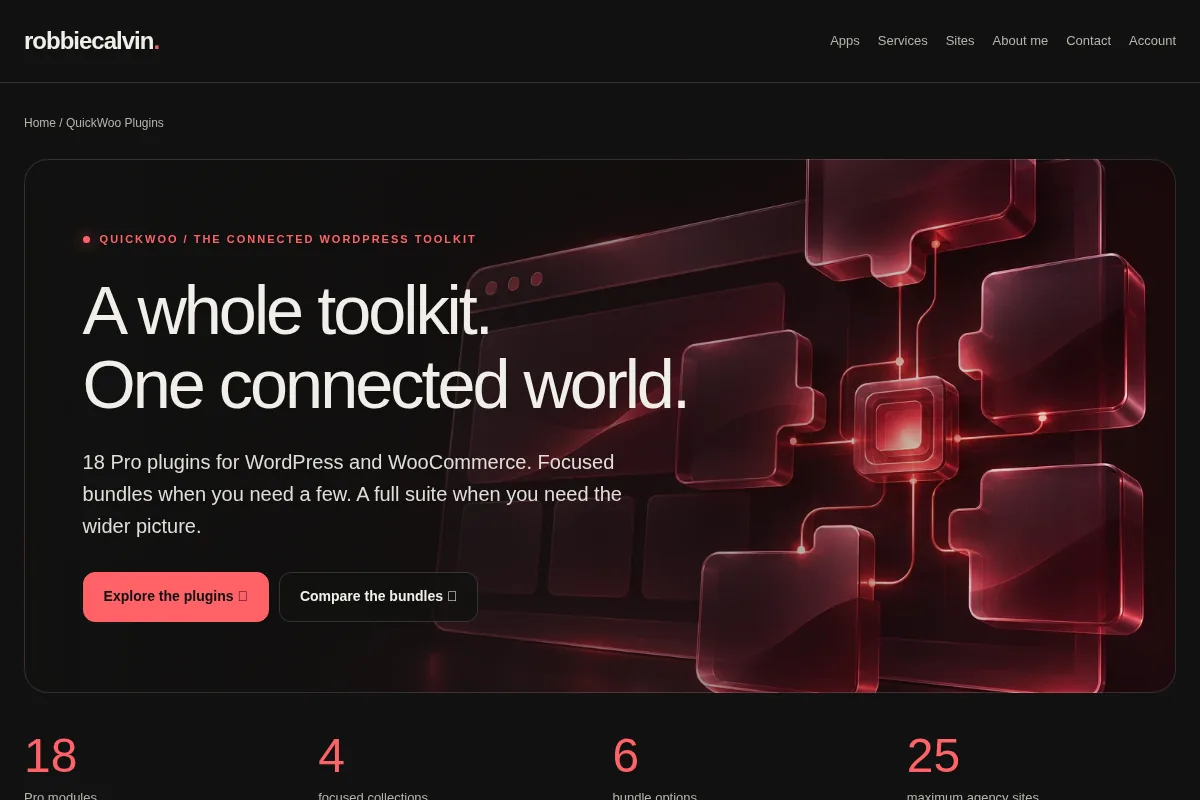 robbiecalvin.
Apps Services Sites About me Contact Account
Home / QuickWoo Plugins
QUICKWOO / THE CONNECTED WORDPRESS TOOLKIT
A whole toolkit.
One connected world.
18 Pro plugins for WordPress and WooCommerce. Focused
bundles when you need a few. A full suite when you need the
wider picture.
Explore the plugins
Compare the bundles
18
4
6
25
Pro modules
focused collections
bundle options
maximum agency sites